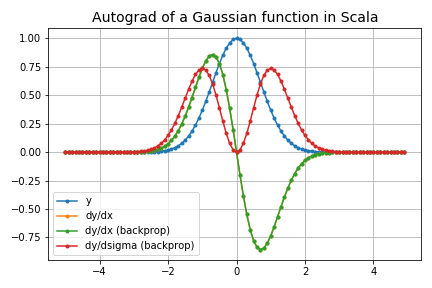 Autograd of a Gaussian function in Scala
1.00
0.75
0.50
0.25
0.00
−0.25
−0.50
−0.75
y
dy/dx
dy/dx (backprop)
dy/dsigma (backprop)
−4 −2 0 2 4